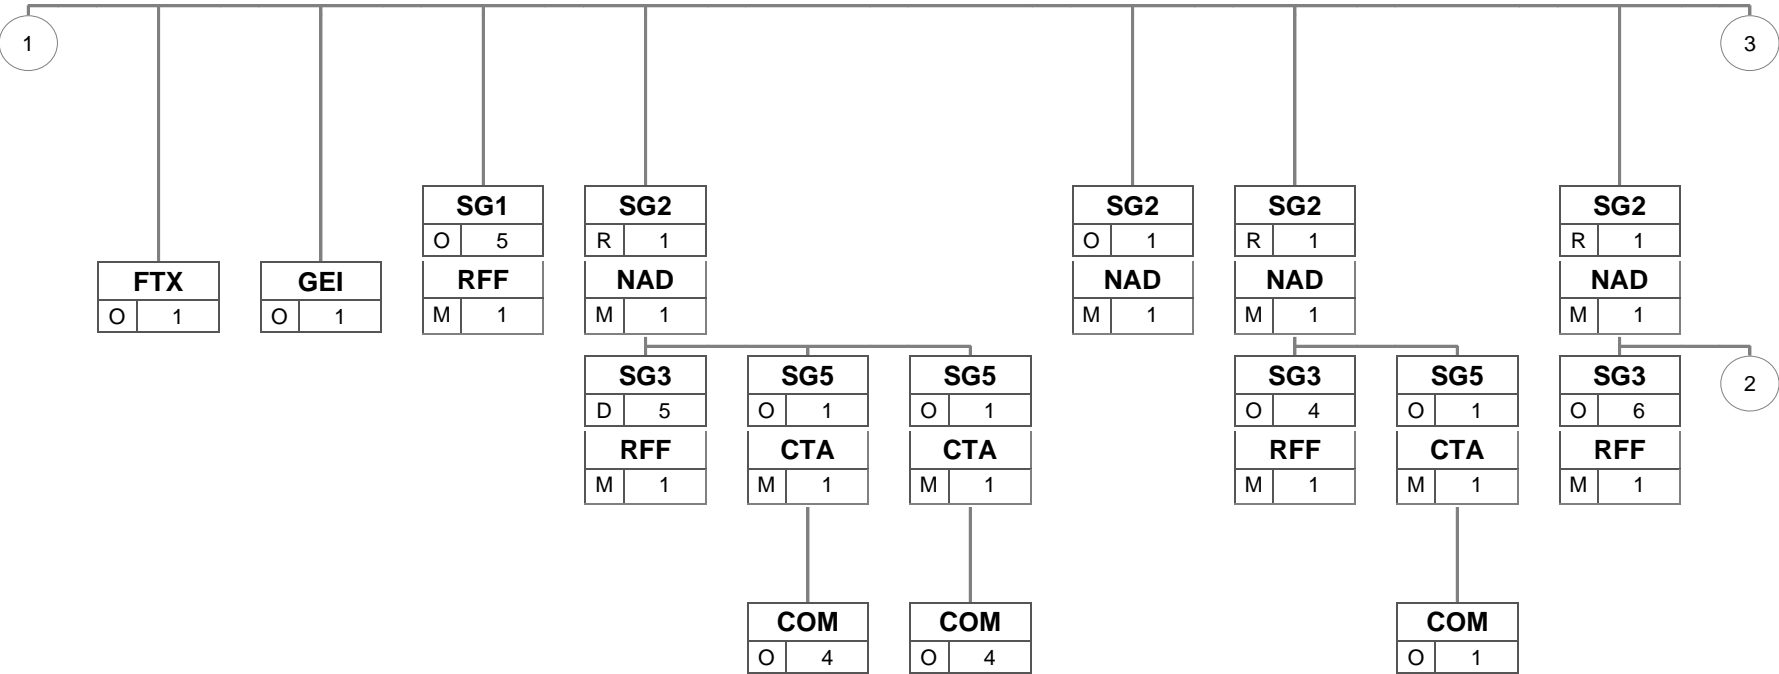 1 3
SG1 SG2 SG2 SG2 SG2
O 5 R 1 O 1 R 1 R 1
FTX GEI RFF NAD NAD NAD NAD
O 1 O 1 M 1 M 1 M 1 M 1 M 1
SG3 SG5 SG5 SG3 SG5 SG3 2
D 5 O 1 O 1 O 4 O 1 O 6
RFF CTA CTA RFF CTA RFF
M 1 M 1 M 1 M 1 M 1 M 1
COM COM COM
O 4 O 4 O 1